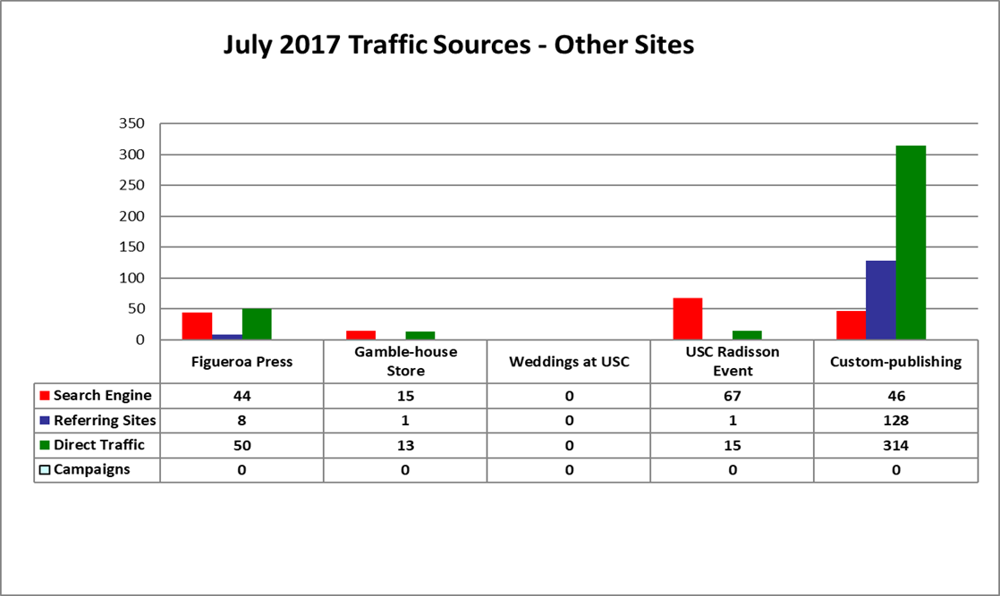 July 2017 Traffic Sources - Other Sites
350
300
250
200
150
100
50
0
Figueroa Press Gamble-house Store Weddings at USC USC Radisson Event Custom-publishing
Search Engine 44 15 0 67 46
Referring Sites 8 1 0 1 128
Direct Traffic 50 13 0 15 314
Campaigns 0 0 0 0 0